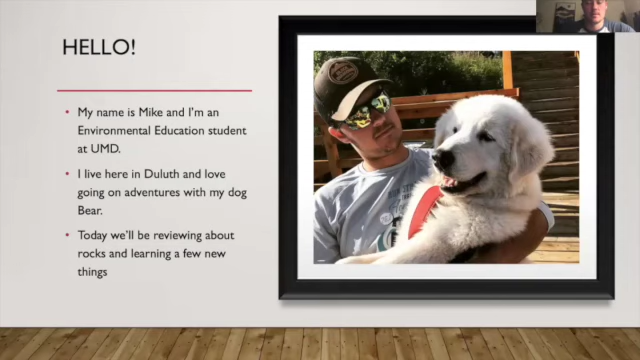 HELLO!
• My name is Mike and I'm an
Environmental Education student
at UMD.
• I live here in Duluth and love
going on adventures with my dog
Bear.
• Today we'll be reviewing about
rocks and learning a few new
things